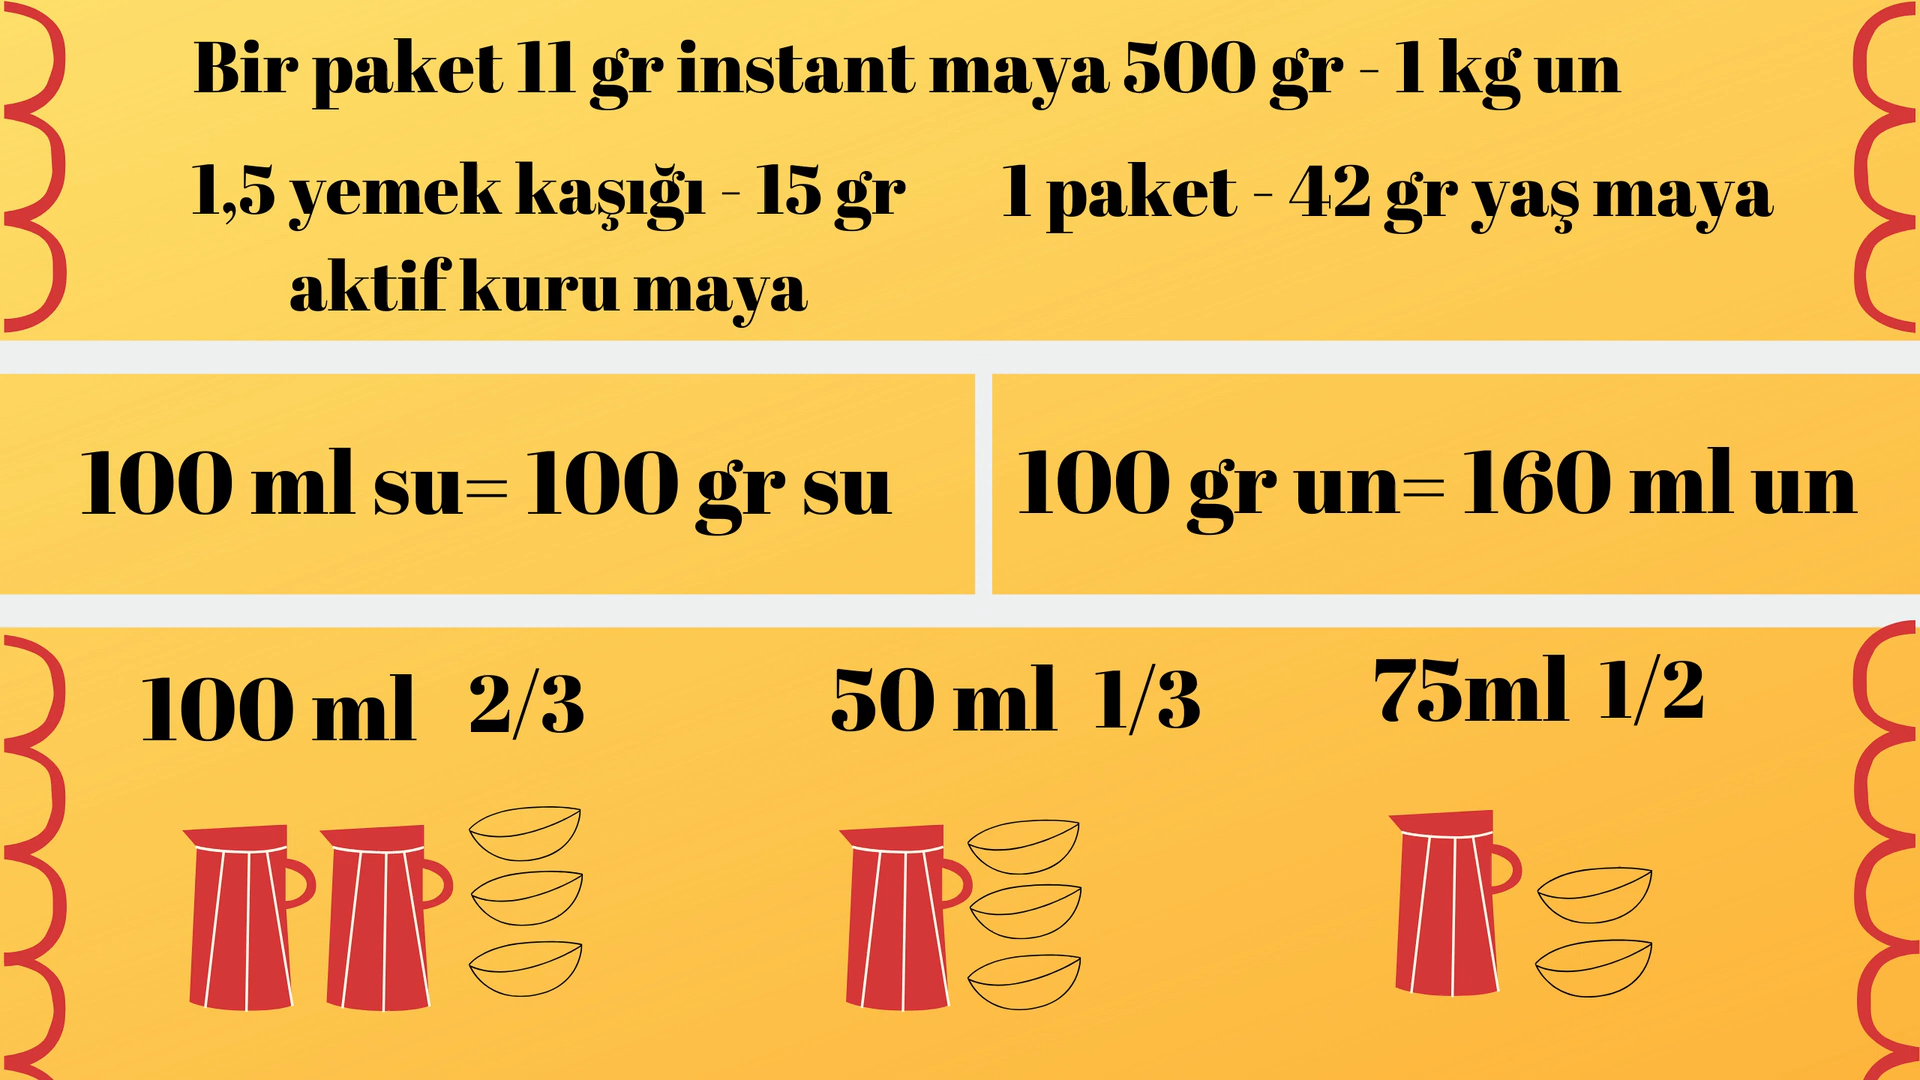 Bir paket 11 gr instant maya 500 gr - 1 kg un
1,5 yemek kaşığı - 15 gr
aktif kuru maya
1 paket - 42 gr yaş maya
100 ml su= 100 gr su
100 gr un= 160 ml un
100 ml 2/3
50 ml 1/3
75ml 1/2